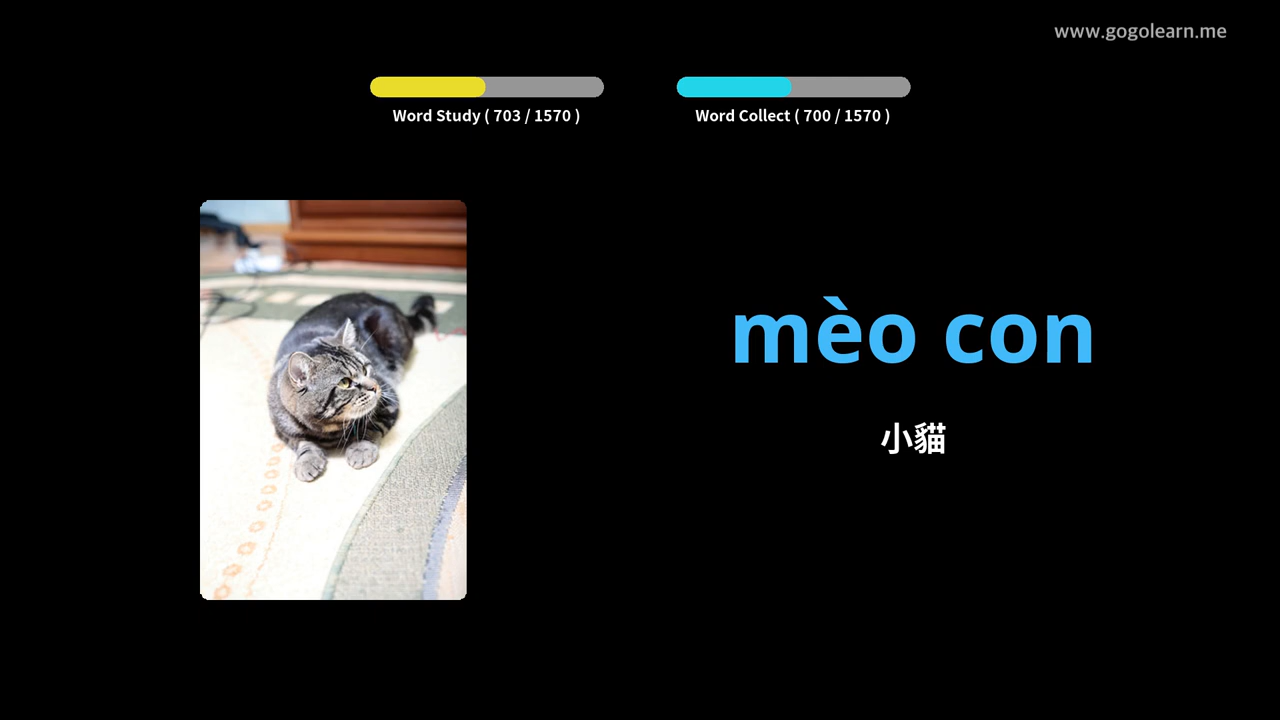 www.gogolearn.me
Word Study ( 703 / 1570 )
Word Collect ( 700 / 1570 )
mèo con
小貓